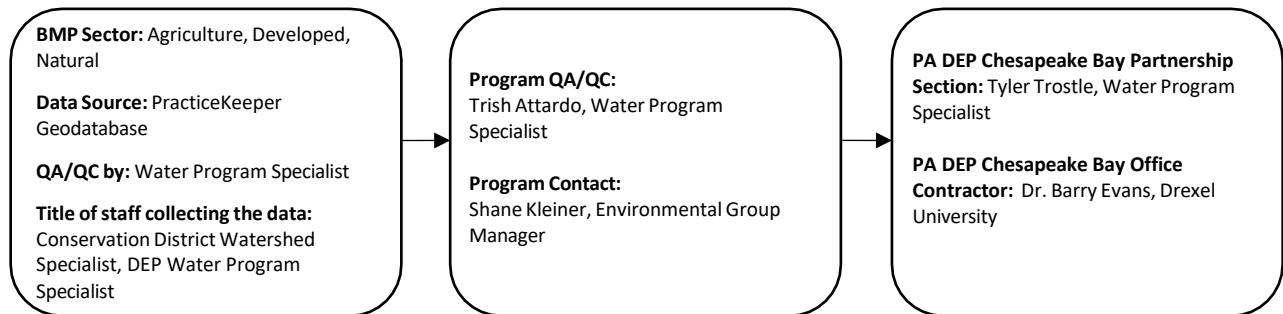 BMP Sector: Agriculture, Developed,
Natural
Data Source: PracticeKeeper
Geodatabase
QA/QC by: Water Program Specialist
Title of staff collecting the data:
Conservation District Watershed
Specialist, DEP Water Program
Specialist
Program QA/QC:
Trish Attardo, Water Program
Specialist
Program Contact:
Shane Kleiner, Environmental Group
Manager
PA DEP Chesapeake Bay Partnership
Section: Tyler Trostle, Water Program
Specialist
PA DEP Chesapeake Bay Office
Contractor: Dr. Barry Evans, Drexel
University